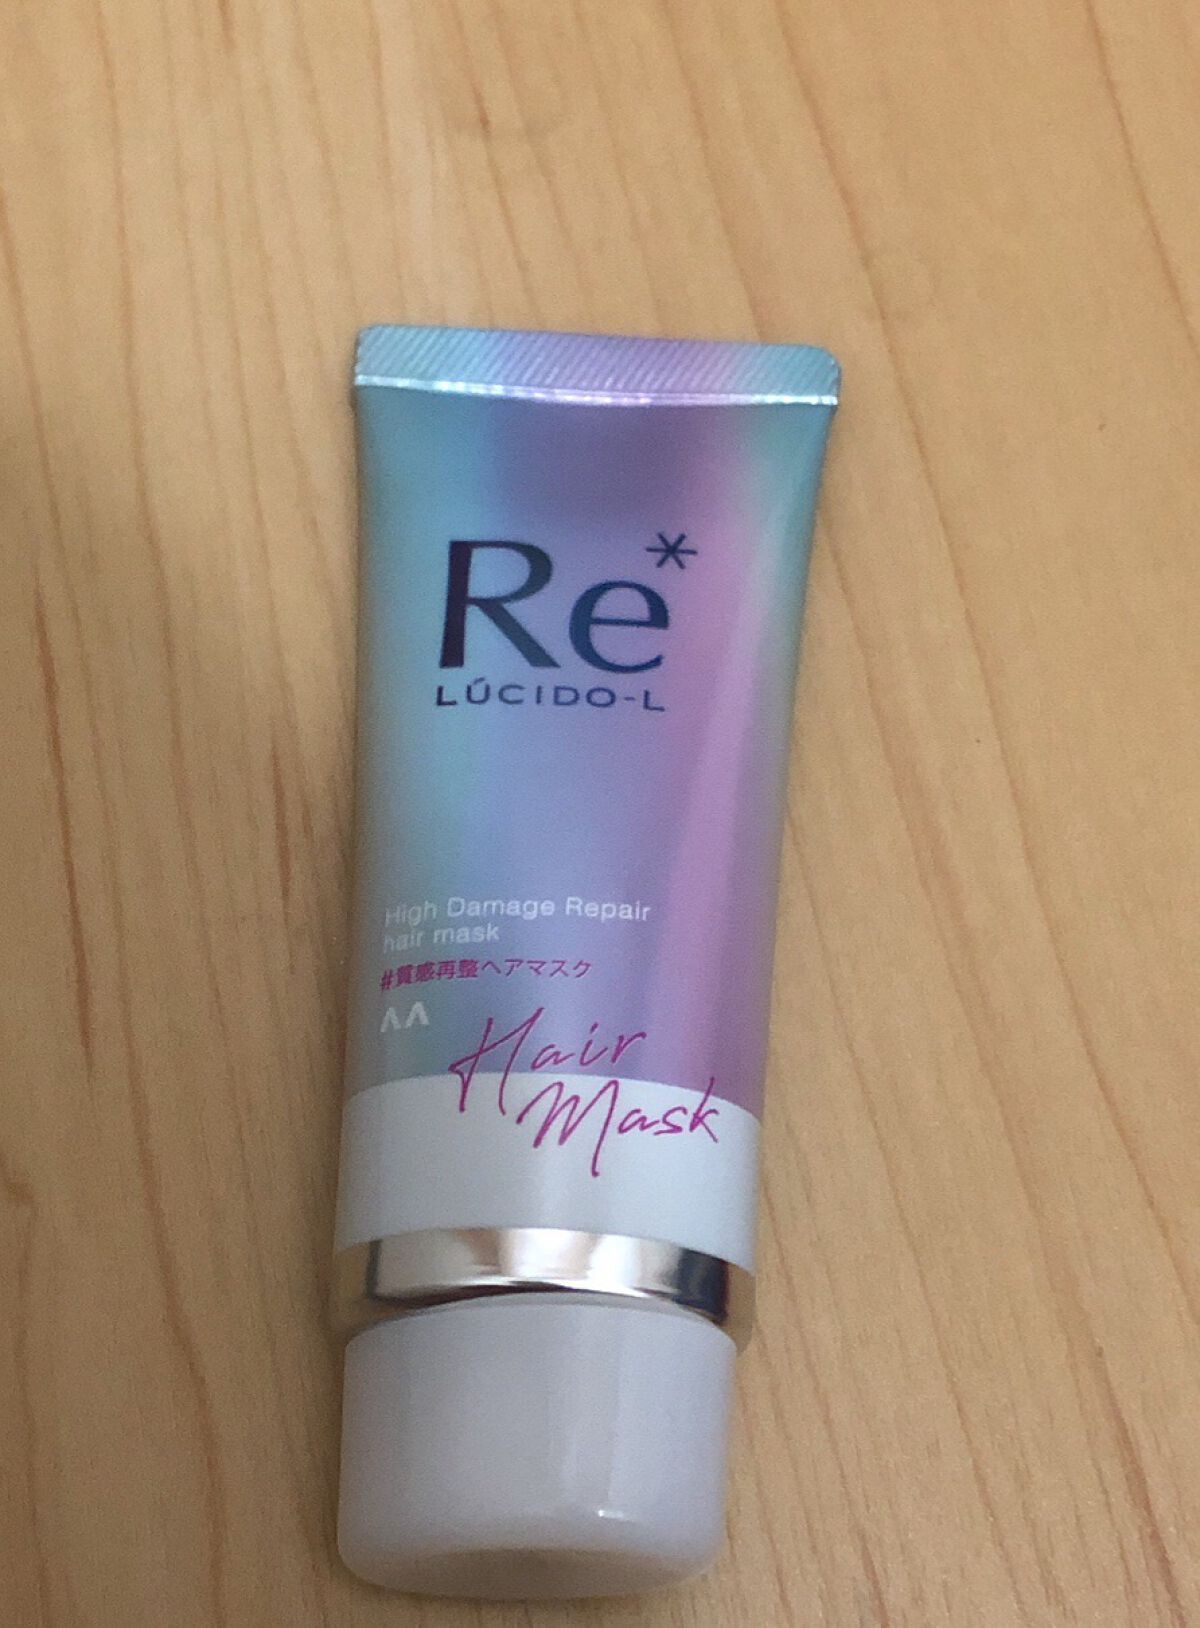 Re*
LÚCIDO-L
High Damage Repair
hair mask
#質感再整ヘアマスク
Hair
Mask